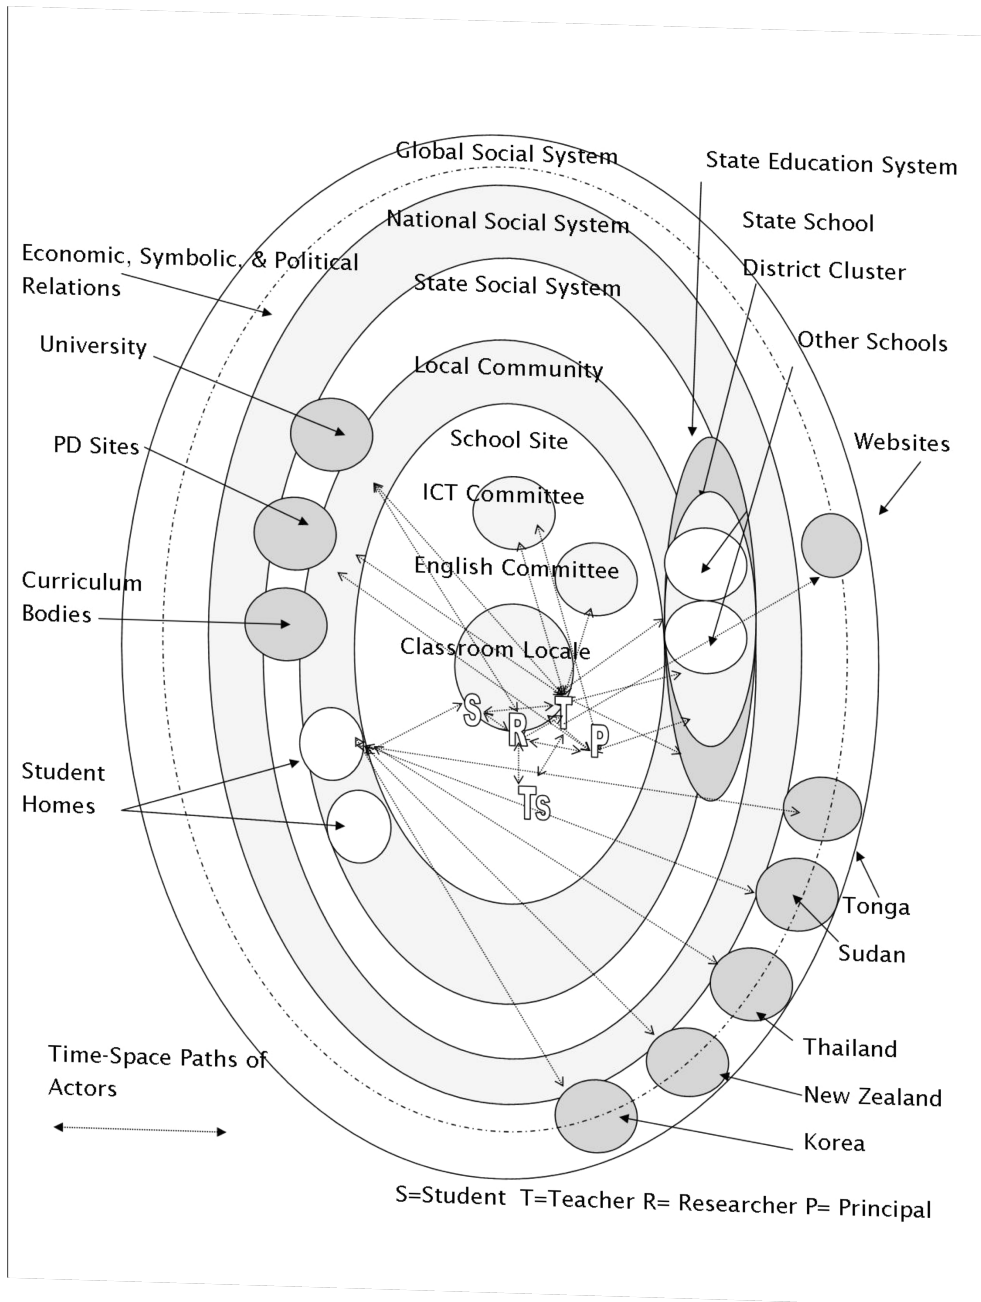 Global Social System
State Education System
National Social System
State School
Economic, Symbolic, & Political
Relations
District Cluster
State Social System
University
Other Schools
Local Community
PD Sites
School Site
Websites
ICT Committee
English Committee
Curriculum
Bodies
Classroom Locale
S
T
R
P
Student
Homes
Ts
Tonga
Sudan
Time-Space Paths of
Actors
Thailand
New Zealand
Korea
S=Student T=Teacher R= Researcher P= Principal